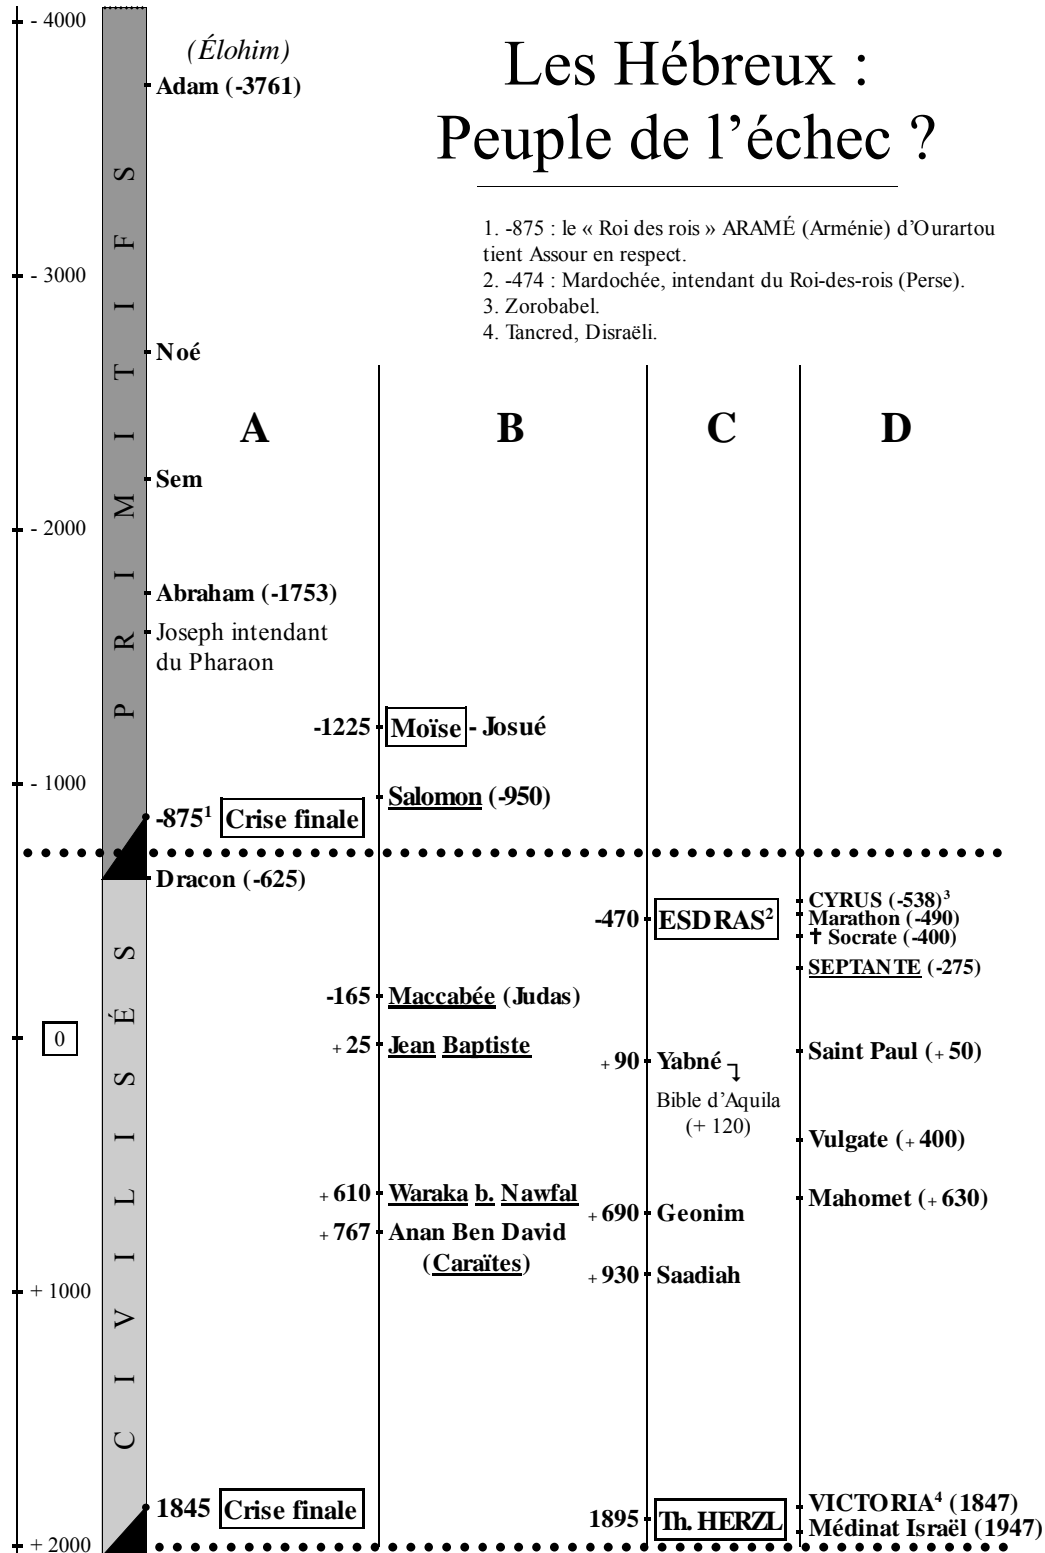 Les Hébreux :
Peuple de l’échec ?
1. -875 : le « Roi des rois » ARAMÉ (Arménie) d’Ourartou
tient Assour en respect.
2. -474 : Mardochée, intendant du Roi-des-rois (Perse).
3. Zorobabel.
4. Tancred, Disraëli.
- 4000
- 3000
- 2000
- 1000
0
+ 1000
+ 2000
PRIMITIFS
CIVILISÉS
A
(Élohim)
Adam (-3761)
Noé
Sem
Abraham (-1753)
Joseph intendant
du Pharaon
-875¹ Crise finale
Dracon (-625)
1845 Crise finale
B
-1225 Moïse - Josué
Salomon (-950)
-165 Maccabée (Judas)
+ 25 Jean Baptiste
+ 610 Waraka b. Nawfal
+ 767 Anan Ben David
(Caraïtes)
C
-470 ESDRAS²
+ 90 Yabné
Bible d’Aquila
(+ 120)
+ 690 Geonim
+ 930 Saadiah
1895 Th. HERZL
D
CYRUS (-538)³
Marathon (-490)
✝ Socrate (-400)
SEPTANTE (-275)
Saint Paul (+ 50)
Vulgate (+ 400)
Mahomet (+ 630)
VICTORIA⁴ (1847)
Médinat Israël (1947)